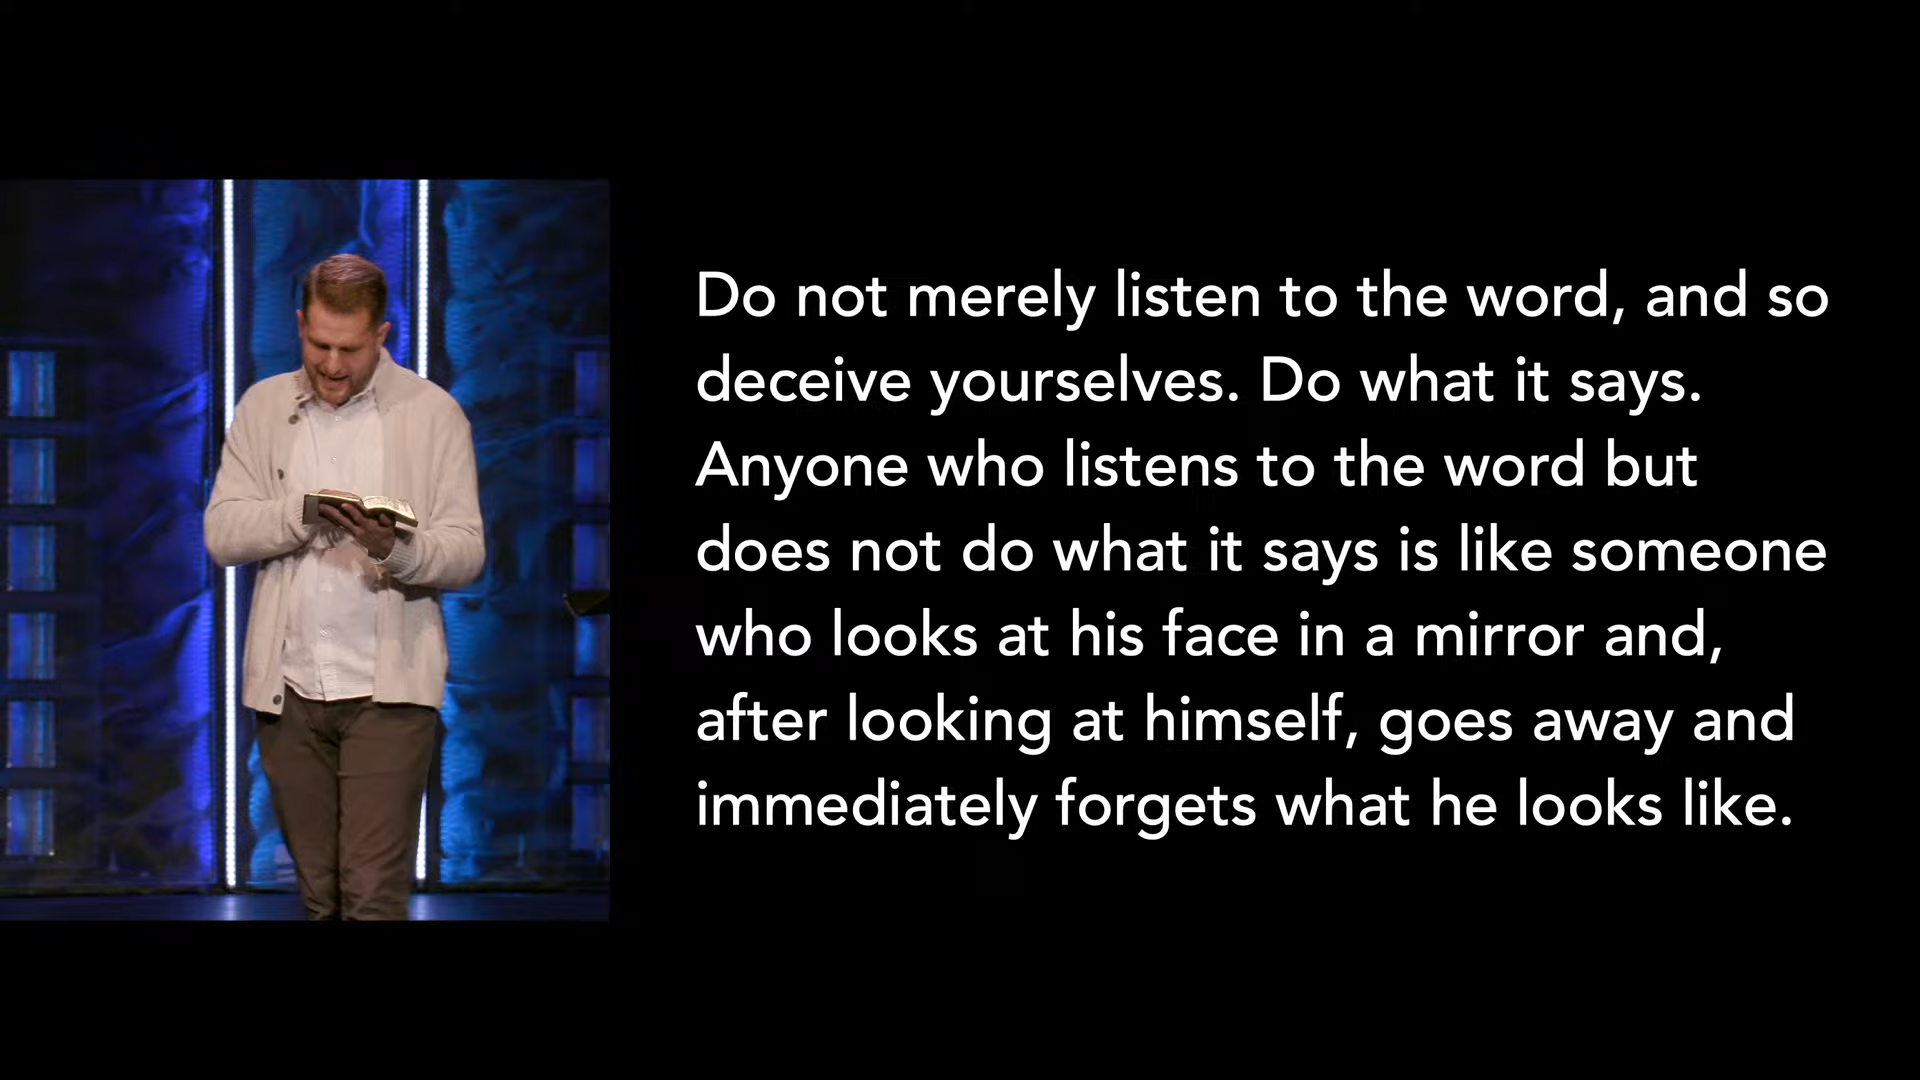 Do not merely listen to the word, and so
deceive yourselves. Do what it says.
Anyone who listens to the word but
does not do what it says is like someone
who looks at his face in a mirror and,
after looking at himself, goes away and
immediately forgets what he looks like.